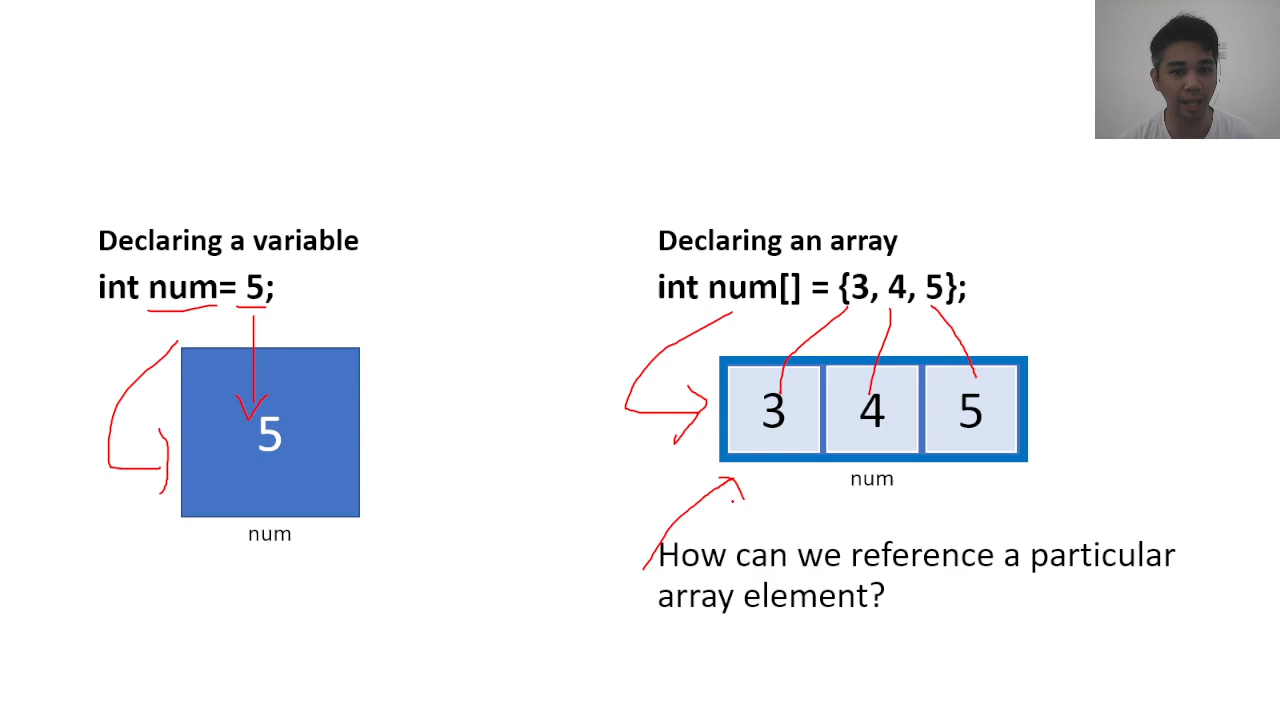 Declaring a variable
int num= 5;
5
num
Declaring an array
int num[] = {3, 4, 5};
3 4 5
num
How can we reference a particular
array element?